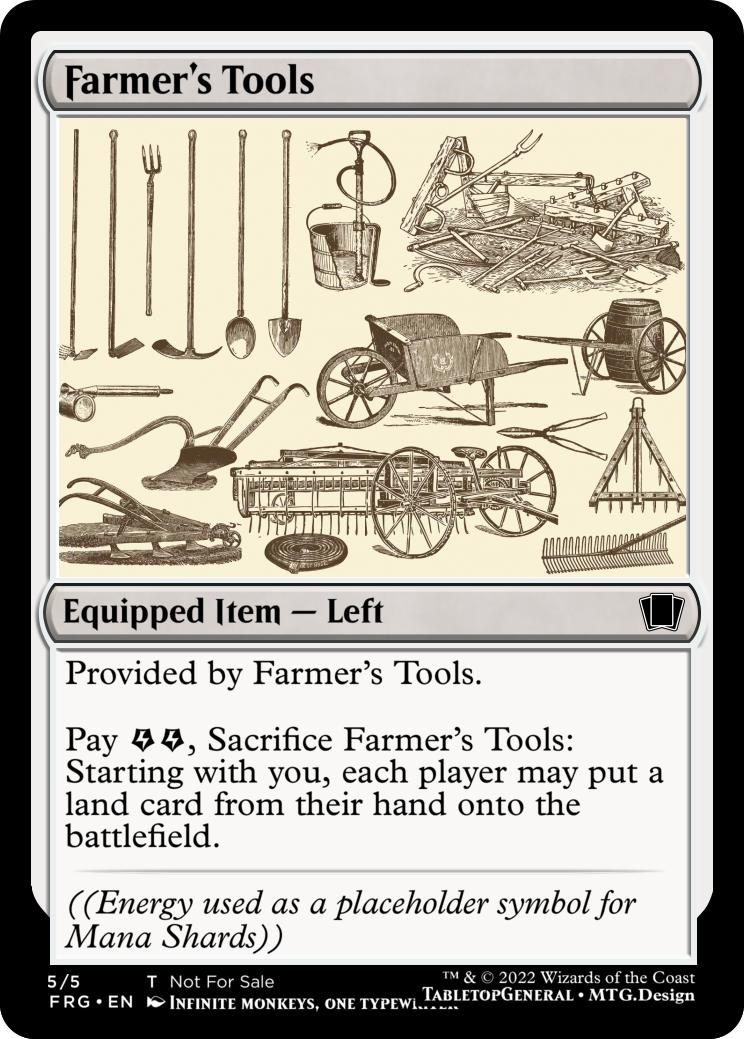 Farmer's Tools
Equipped Item — Left
Provided by Farmer's Tools.
Pay , Sacrifice Farmer's Tools:
Starting with you, each player may put a
land card from their hand onto the
battlefield.
((Energy used as a placeholder symbol for
Mana Shards))
5/5 T Not For Sale
FRG • EN INFINITE MONKEYS, ONE TYPEWRITER
™ & © 2022 Wizards of the Coast
TabletopGeneral • MTG.Design